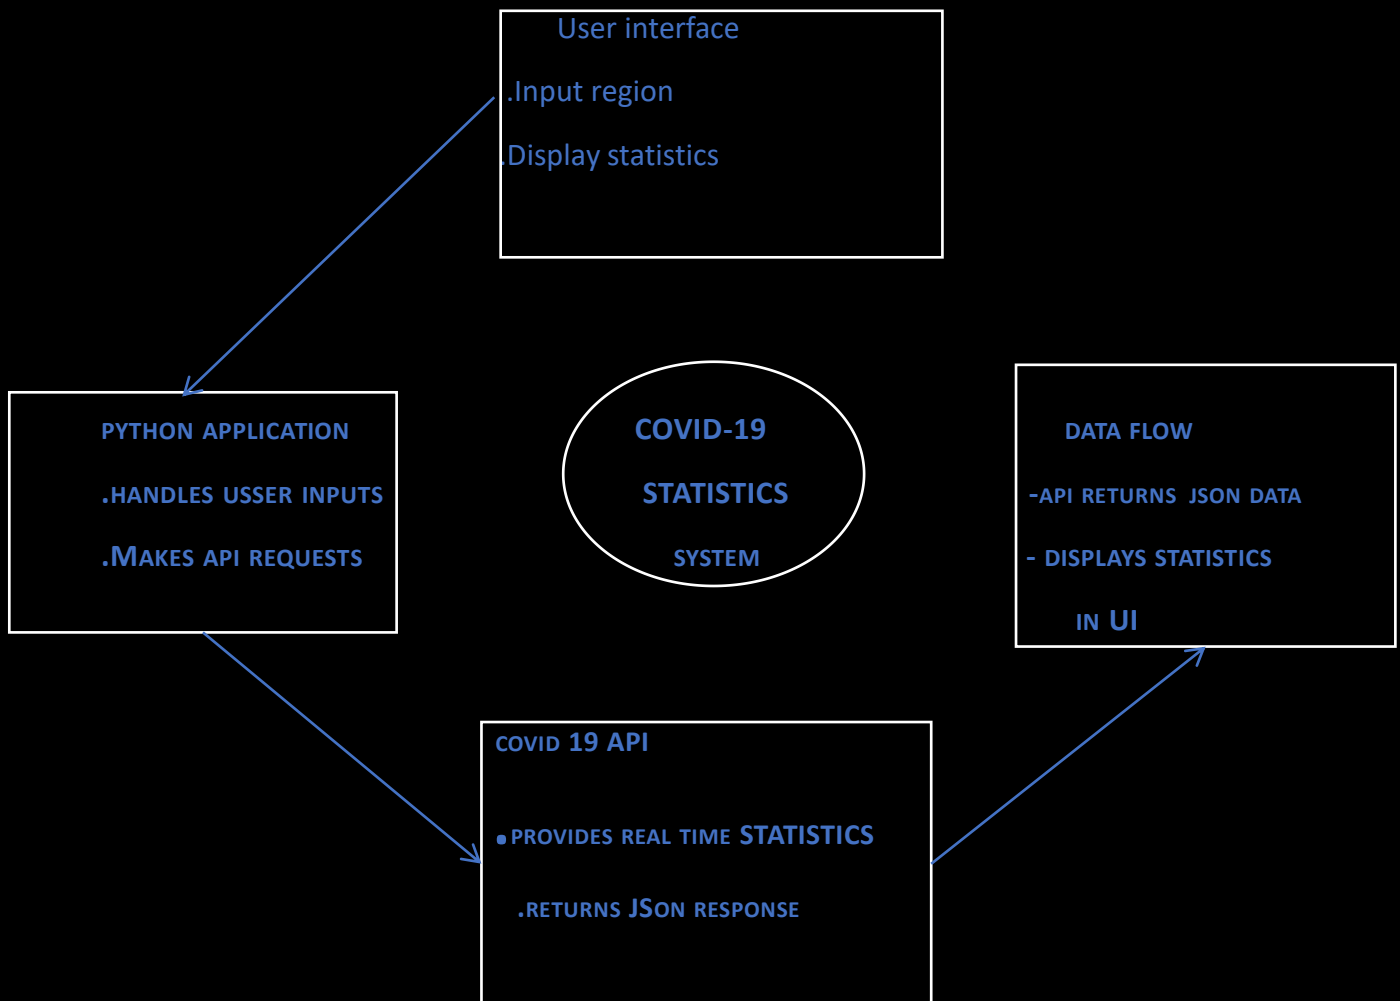 User interface
.Input region
.Display statistics
PYTHON APPLICATION
.HANDLES USSER INPUTS
.MAKES API REQUESTS
COVID-19
STATISTICS
SYSTEM
DATA FLOW
-API RETURNS JSON DATA
- DISPLAYS STATISTICS
IN UI
COVID 19 API
• PROVIDES REAL TIME STATISTICS
.RETURNS JSON RESPONSE